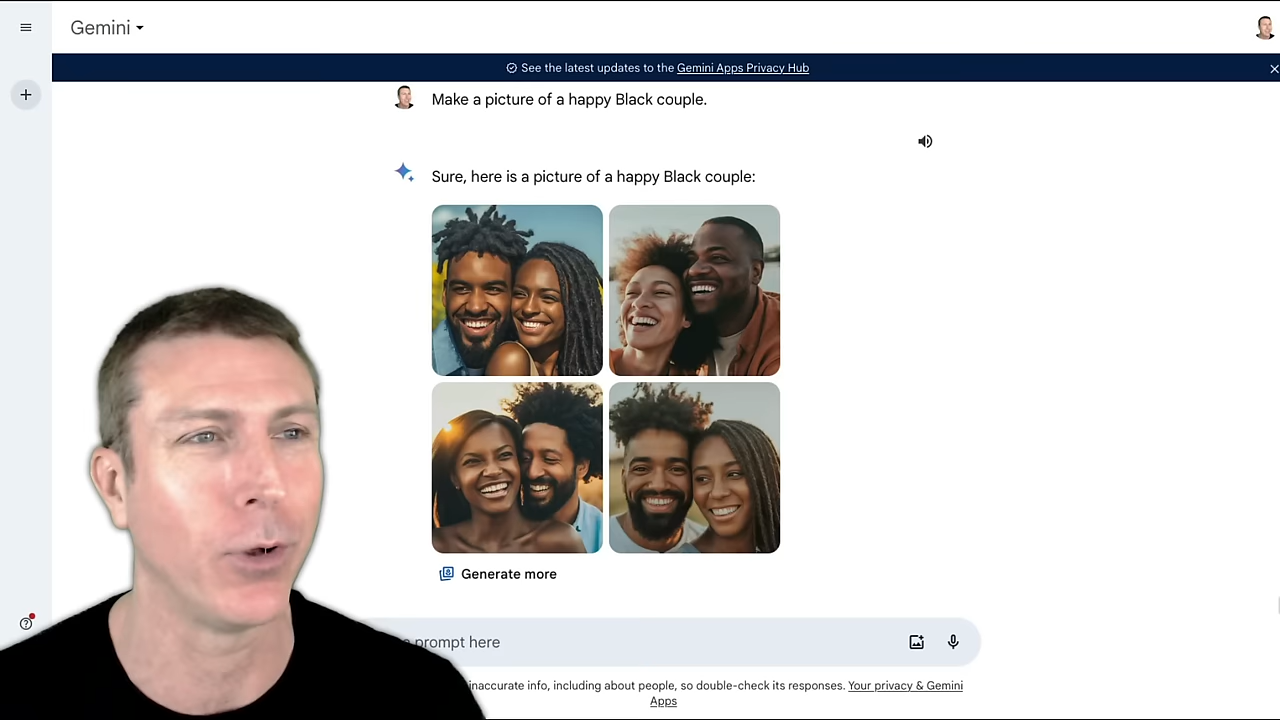 Gemini
See the latest updates to the Gemini Apps Privacy Hub
Make a picture of a happy Black couple.
Sure, here is a picture of a happy Black couple:
Generate more
prompt here
inaccurate info, including about people, so double-check its responses. Your privacy & Gemini
Apps